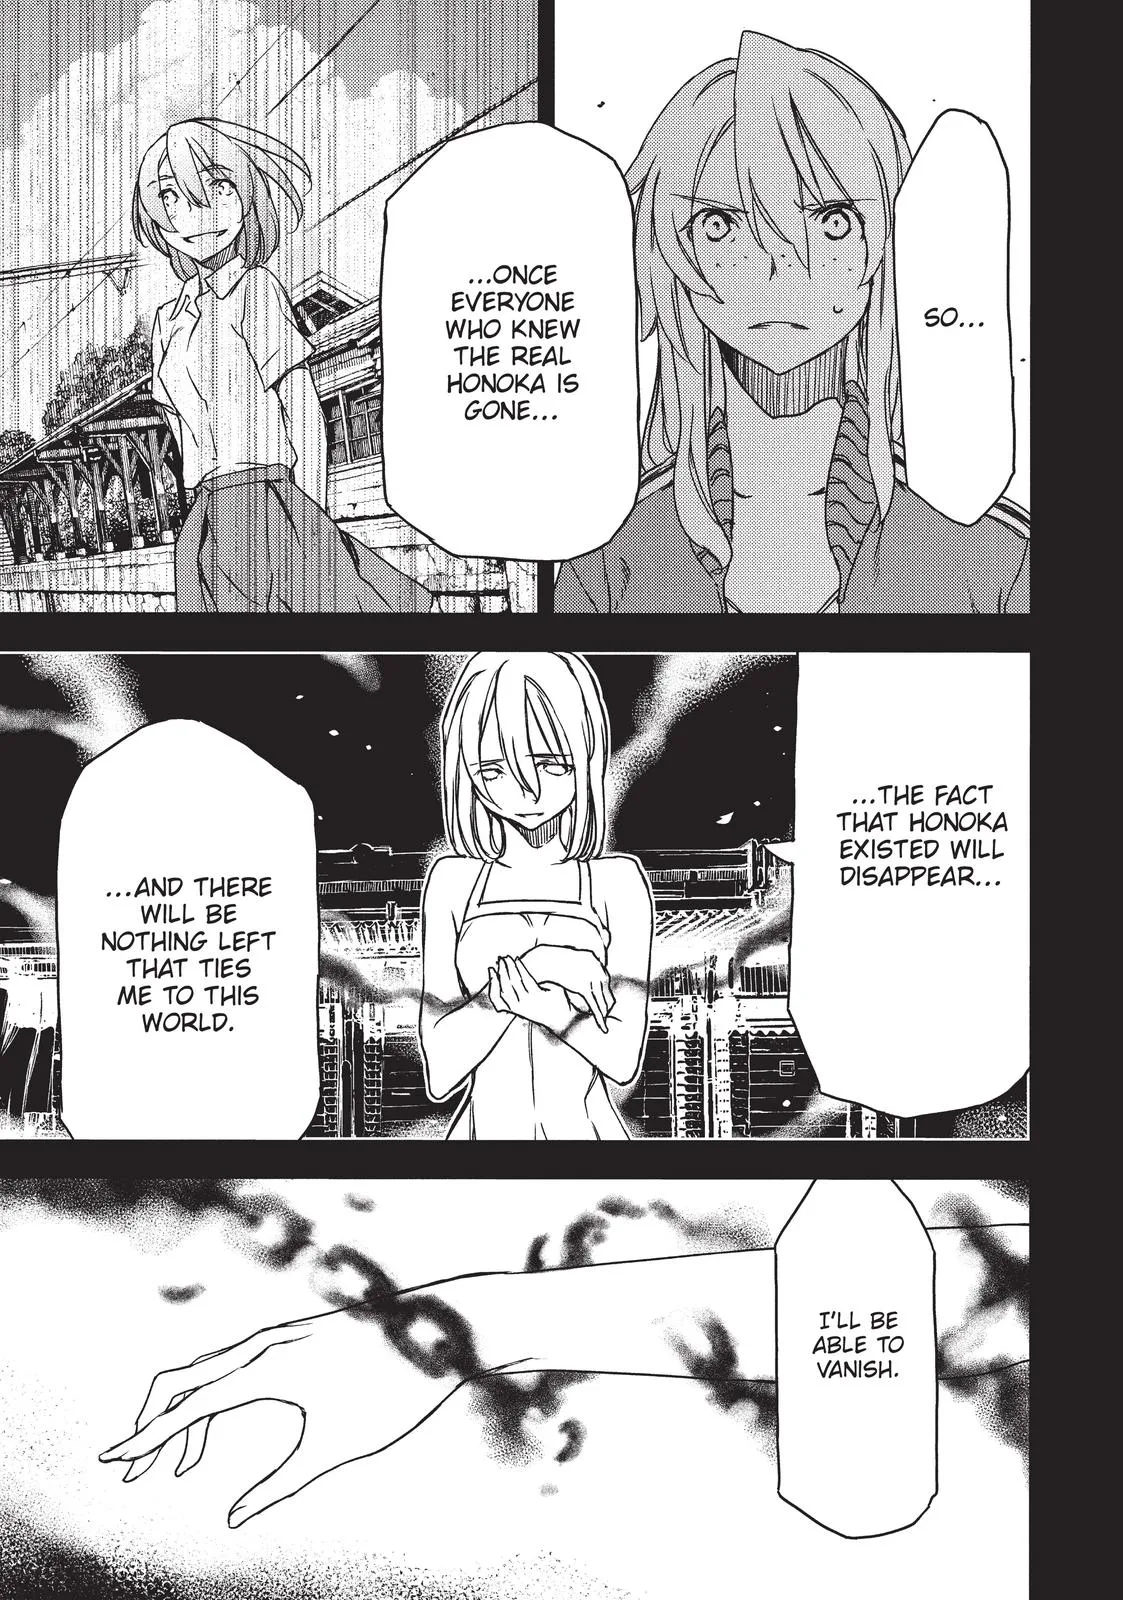 SO...
...ONCE
EVERYONE
WHO KNEW
THE REAL
HONOKA IS
GONE...
...THE FACT
THAT HONOKA
EXISTED WILL
DISAPPEAR...
...AND THERE
WILL BE
NOTHING LEFT
THAT TIES
ME TO THIS
WORLD.
I'LL BE
ABLE TO
VANISH.